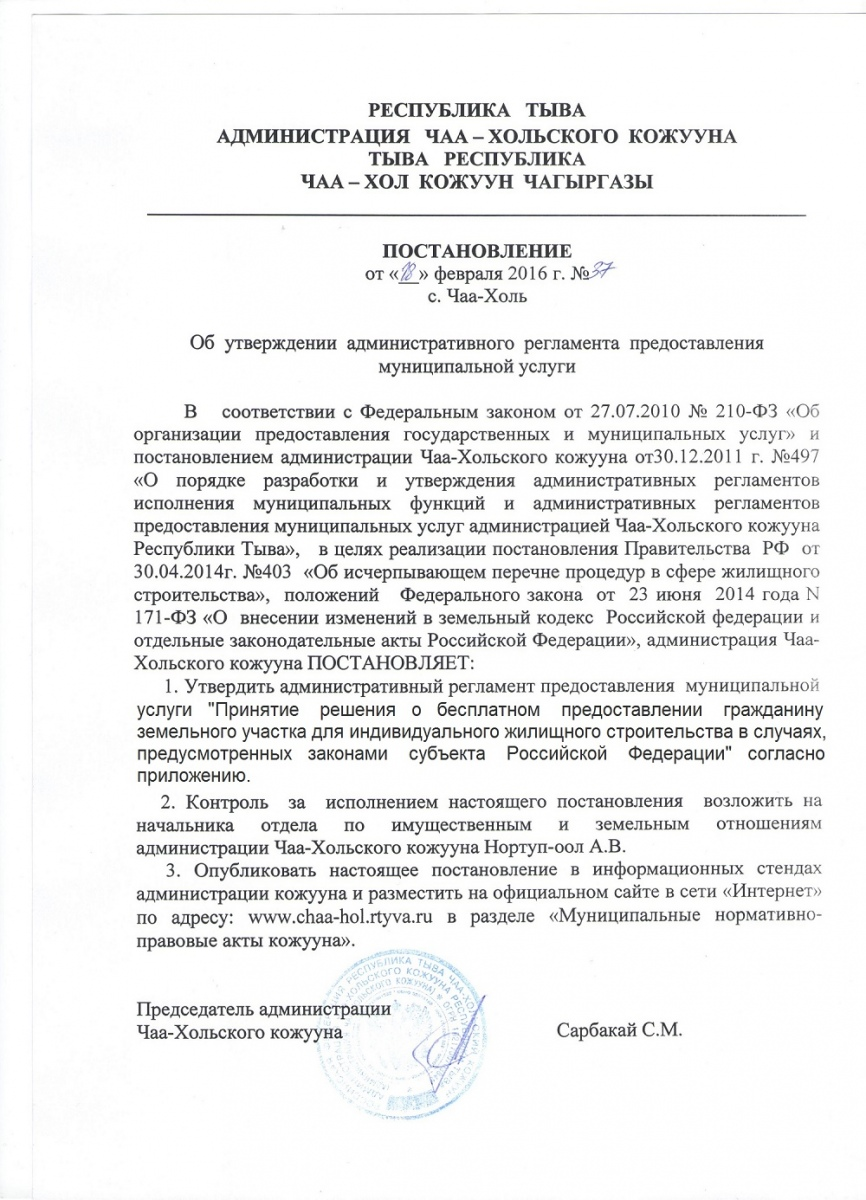 РЕСПУБЛИКА ТЫВА
АДМИНИСТРАЦИЯ ЧАА – ХОЛЬСКОГО КОЖУУНА
ТЫВА РЕСПУБЛИКА
ЧАА – ХОЛ КОЖУУН ЧАГЫРГАЗЫ
ПОСТАНОВЛЕНИЕ
от «18» февраля 2016 г. №37
с. Чаа-Холь
Об утверждении административного регламента предоставления
муниципальной услуги
В соответствии с Федеральным законом от 27.07.2010 № 210-ФЗ «Об
организации предоставления государственных и муниципальных услуг» и
постановлением администрации Чаа-Хольского кожууна от30.12.2011 г. №497
«О порядке разработки и утверждения административных регламентов
исполнения муниципальных функций и административных регламентов
предоставления муниципальных услуг администрацией Чаа-Хольского кожууна
Республики Тыва», в целях реализации постановления Правительства РФ от
30.04.2014г. №403 «Об исчерпывающем перечне процедур в сфере жилищного
строительства», положений Федерального закона от 23 июня 2014 года N
171-ФЗ «О внесении изменений в земельный кодекс Российской федерации и
отдельные законодательные акты Российской Федерации», администрация Чаа-
Хольского кожууна ПОСТАНОВЛЯЕТ:
1. Утвердить административный регламент предоставления муниципальной
услуги "Принятие решения о бесплатном предоставлении гражданину
земельного участка для индивидуального жилищного строительства в случаях,
предусмотренных законами субъекта Российской Федерации" согласно
приложению.
2. Контроль за исполнением настоящего постановления возложить на
начальника отдела по имущественным и земельным отношениям
администрации Чаа-Хольского кожууна Нортуп-оол А.В.
3. Опубликовать настоящее постановление в информационных стендах
администрации кожууна и разместить на официальном сайте в сети «Интернет»
по адресу: www.chaa-hol.rtyva.ru в разделе «Муниципальные нормативно-
правовые акты кожууна».
Председатель администрации
Чаа-Хольского кожууна Сарбакай С.М.